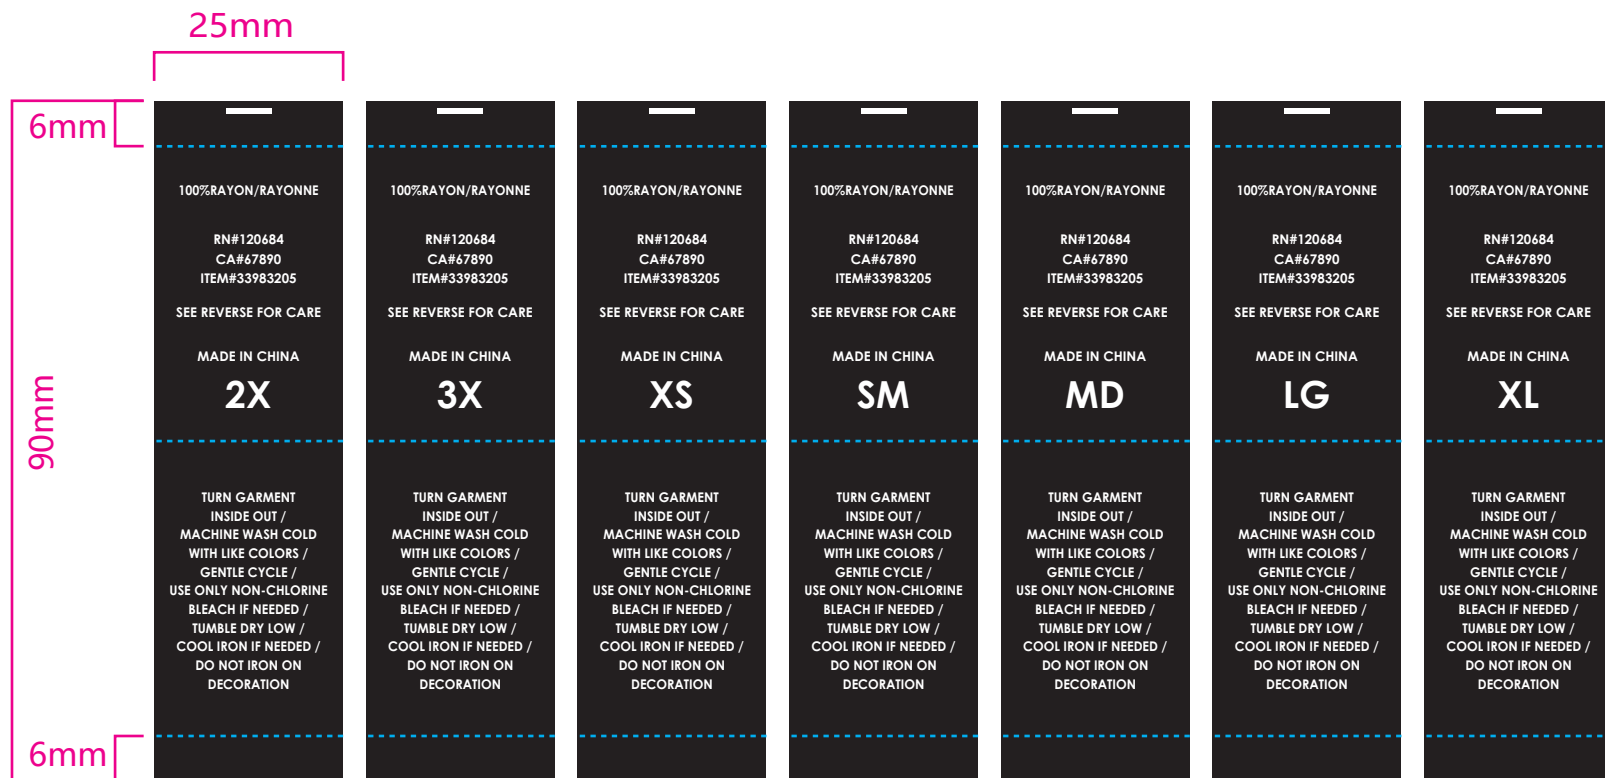 25mm
6mm
90mm
6mm
100%RAYON/RAYONNE
RN#120684
CA#67890
ITEM#33983205
SEE REVERSE FOR CARE
MADE IN CHINA
2X
TURN GARMENT
INSIDE OUT /
MACHINE WASH COLD
WITH LIKE COLORS /
GENTLE CYCLE /
USE ONLY NON-CHLORINE
BLEACH IF NEEDED /
TUMBLE DRY LOW /
COOL IRON IF NEEDED /
DO NOT IRON ON
DECORATION
100%RAYON/RAYONNE
RN#120684
CA#67890
ITEM#33983205
SEE REVERSE FOR CARE
MADE IN CHINA
3X
TURN GARMENT
INSIDE OUT /
MACHINE WASH COLD
WITH LIKE COLORS /
GENTLE CYCLE /
USE ONLY NON-CHLORINE
BLEACH IF NEEDED /
TUMBLE DRY LOW /
COOL IRON IF NEEDED /
DO NOT IRON ON
DECORATION
100%RAYON/RAYONNE
RN#120684
CA#67890
ITEM#33983205
SEE REVERSE FOR CARE
MADE IN CHINA
XS
TURN GARMENT
INSIDE OUT /
MACHINE WASH COLD
WITH LIKE COLORS /
GENTLE CYCLE /
USE ONLY NON-CHLORINE
BLEACH IF NEEDED /
TUMBLE DRY LOW /
COOL IRON IF NEEDED /
DO NOT IRON ON
DECORATION
100%RAYON/RAYONNE
RN#120684
CA#67890
ITEM#33983205
SEE REVERSE FOR CARE
MADE IN CHINA
SM
TURN GARMENT
INSIDE OUT /
MACHINE WASH COLD
WITH LIKE COLORS /
GENTLE CYCLE /
USE ONLY NON-CHLORINE
BLEACH IF NEEDED /
TUMBLE DRY LOW /
COOL IRON IF NEEDED /
DO NOT IRON ON
DECORATION
100%RAYON/RAYONNE
RN#120684
CA#67890
ITEM#33983205
SEE REVERSE FOR CARE
MADE IN CHINA
MD
TURN GARMENT
INSIDE OUT /
MACHINE WASH COLD
WITH LIKE COLORS /
GENTLE CYCLE /
USE ONLY NON-CHLORINE
BLEACH IF NEEDED /
TUMBLE DRY LOW /
COOL IRON IF NEEDED /
DO NOT IRON ON
DECORATION
100%RAYON/RAYONNE
RN#120684
CA#67890
ITEM#33983205
SEE REVERSE FOR CARE
MADE IN CHINA
LG
TURN GARMENT
INSIDE OUT /
MACHINE WASH COLD
WITH LIKE COLORS /
GENTLE CYCLE /
USE ONLY NON-CHLORINE
BLEACH IF NEEDED /
TUMBLE DRY LOW /
COOL IRON IF NEEDED /
DO NOT IRON ON
DECORATION
100%RAYON/RAYONNE
RN#120684
CA#67890
ITEM#33983205
SEE REVERSE FOR CARE
MADE IN CHINA
XL
TURN GARMENT
INSIDE OUT /
MACHINE WASH COLD
WITH LIKE COLORS /
GENTLE CYCLE /
USE ONLY NON-CHLORINE
BLEACH IF NEEDED /
TUMBLE DRY LOW /
COOL IRON IF NEEDED /
DO NOT IRON ON
DECORATION